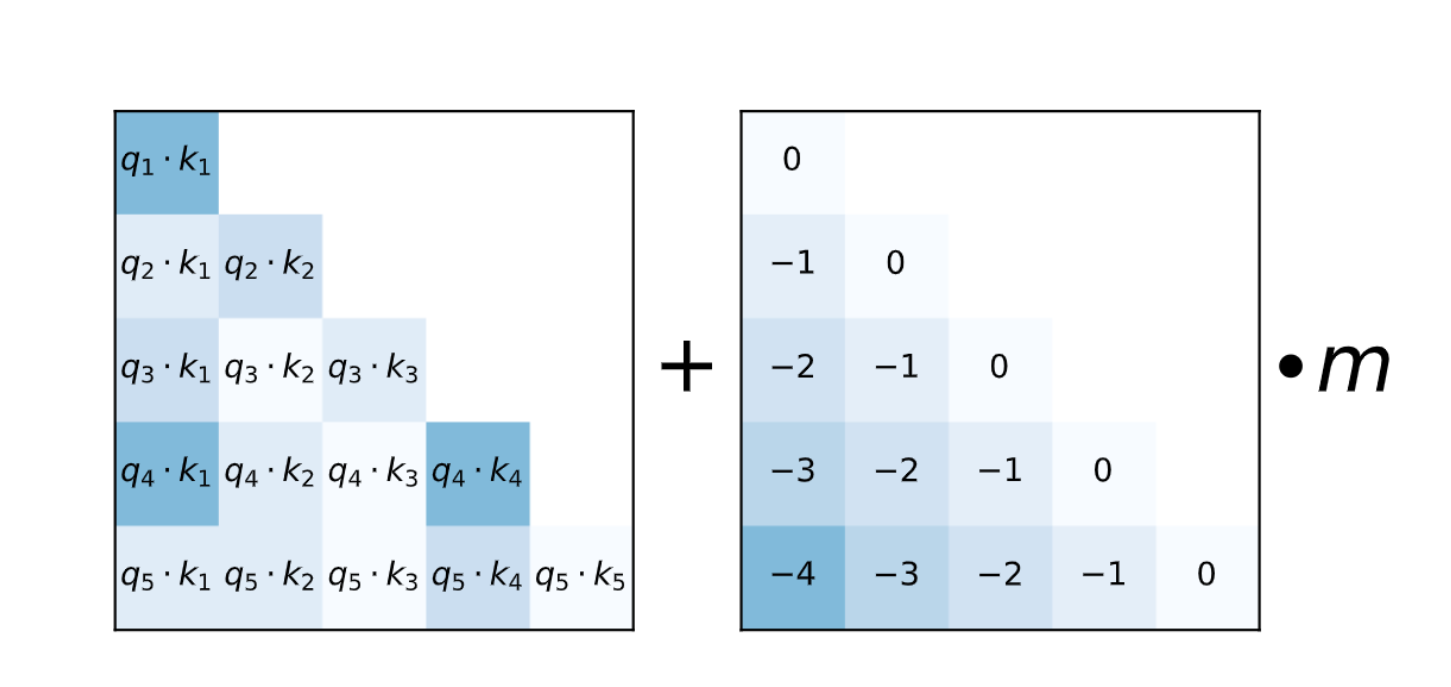 q₁ · k₁ 0
q₂ · k₁ q₂ · k₂ −1 0
q₃ · k₁ q₃ · k₂ q₃ · k₃ + −2 −1 0 • m
q₄ · k₁ q₄ · k₂ q₄ · k₃ q₄ · k₄ −3 −2 −1 0
q₅ · k₁ q₅ · k₂ q₅ · k₃ q₅ · k₄ q₅ · k₅ −4 −3 −2 −1 0